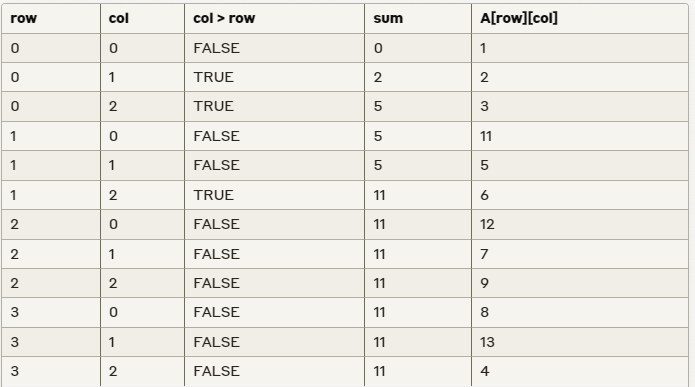 row col col > row sum A[row][col]
0 0 FALSE 0 1
0 1 TRUE 2 2
0 2 TRUE 5 3
1 0 FALSE 5 11
1 1 FALSE 5 5
1 2 TRUE 11 6
2 0 FALSE 11 12
2 1 FALSE 11 7
2 2 FALSE 11 9
3 0 FALSE 11 8
3 1 FALSE 11 13
3 2 FALSE 11 4